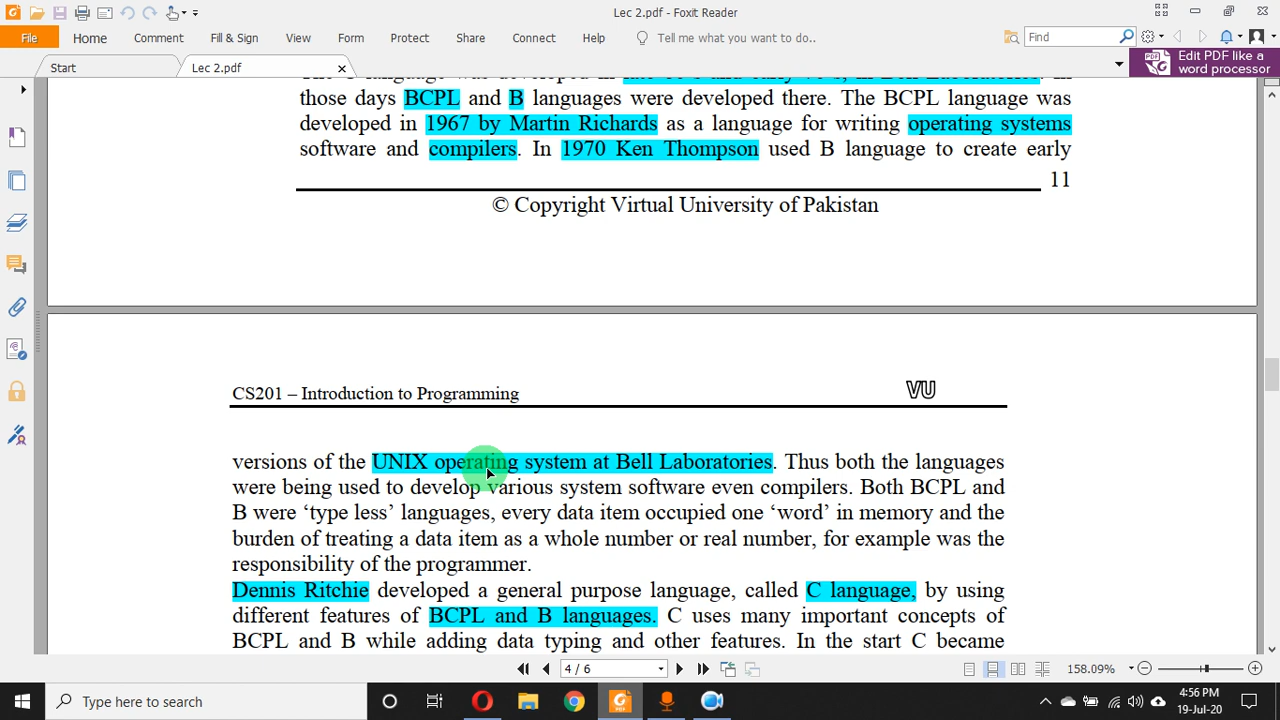 Lec 2.pdf - Foxit Reader
File Home Comment Fill & Sign View Form Protect Share Connect Help Tell me what you want to do.. Find
Start Lec 2.pdf Edit PDF like a
word processor
those days BCPL and B languages were developed there. The BCPL language was
developed in 1967 by Martin Richards as a language for writing operating systems
software and compilers. In 1970 Ken Thompson used B language to create early
11
© Copyright Virtual University of Pakistan
CS201 – Introduction to Programming VU
versions of the UNIX operating system at Bell Laboratories. Thus both the languages
were being used to develop various system software even compilers. Both BCPL and
B were ‘type less’ languages, every data item occupied one ‘word’ in memory and the
burden of treating a data item as a whole number or real number, for example was the
responsibility of the programmer.
Dennis Ritchie developed a general purpose language, called C language, by using
different features of BCPL and B languages. C uses many important concepts of
BCPL and B while adding data typing and other features. In the start C became
4 / 6 158.09%
Type here to search
4:56 PM
19-Jul-20